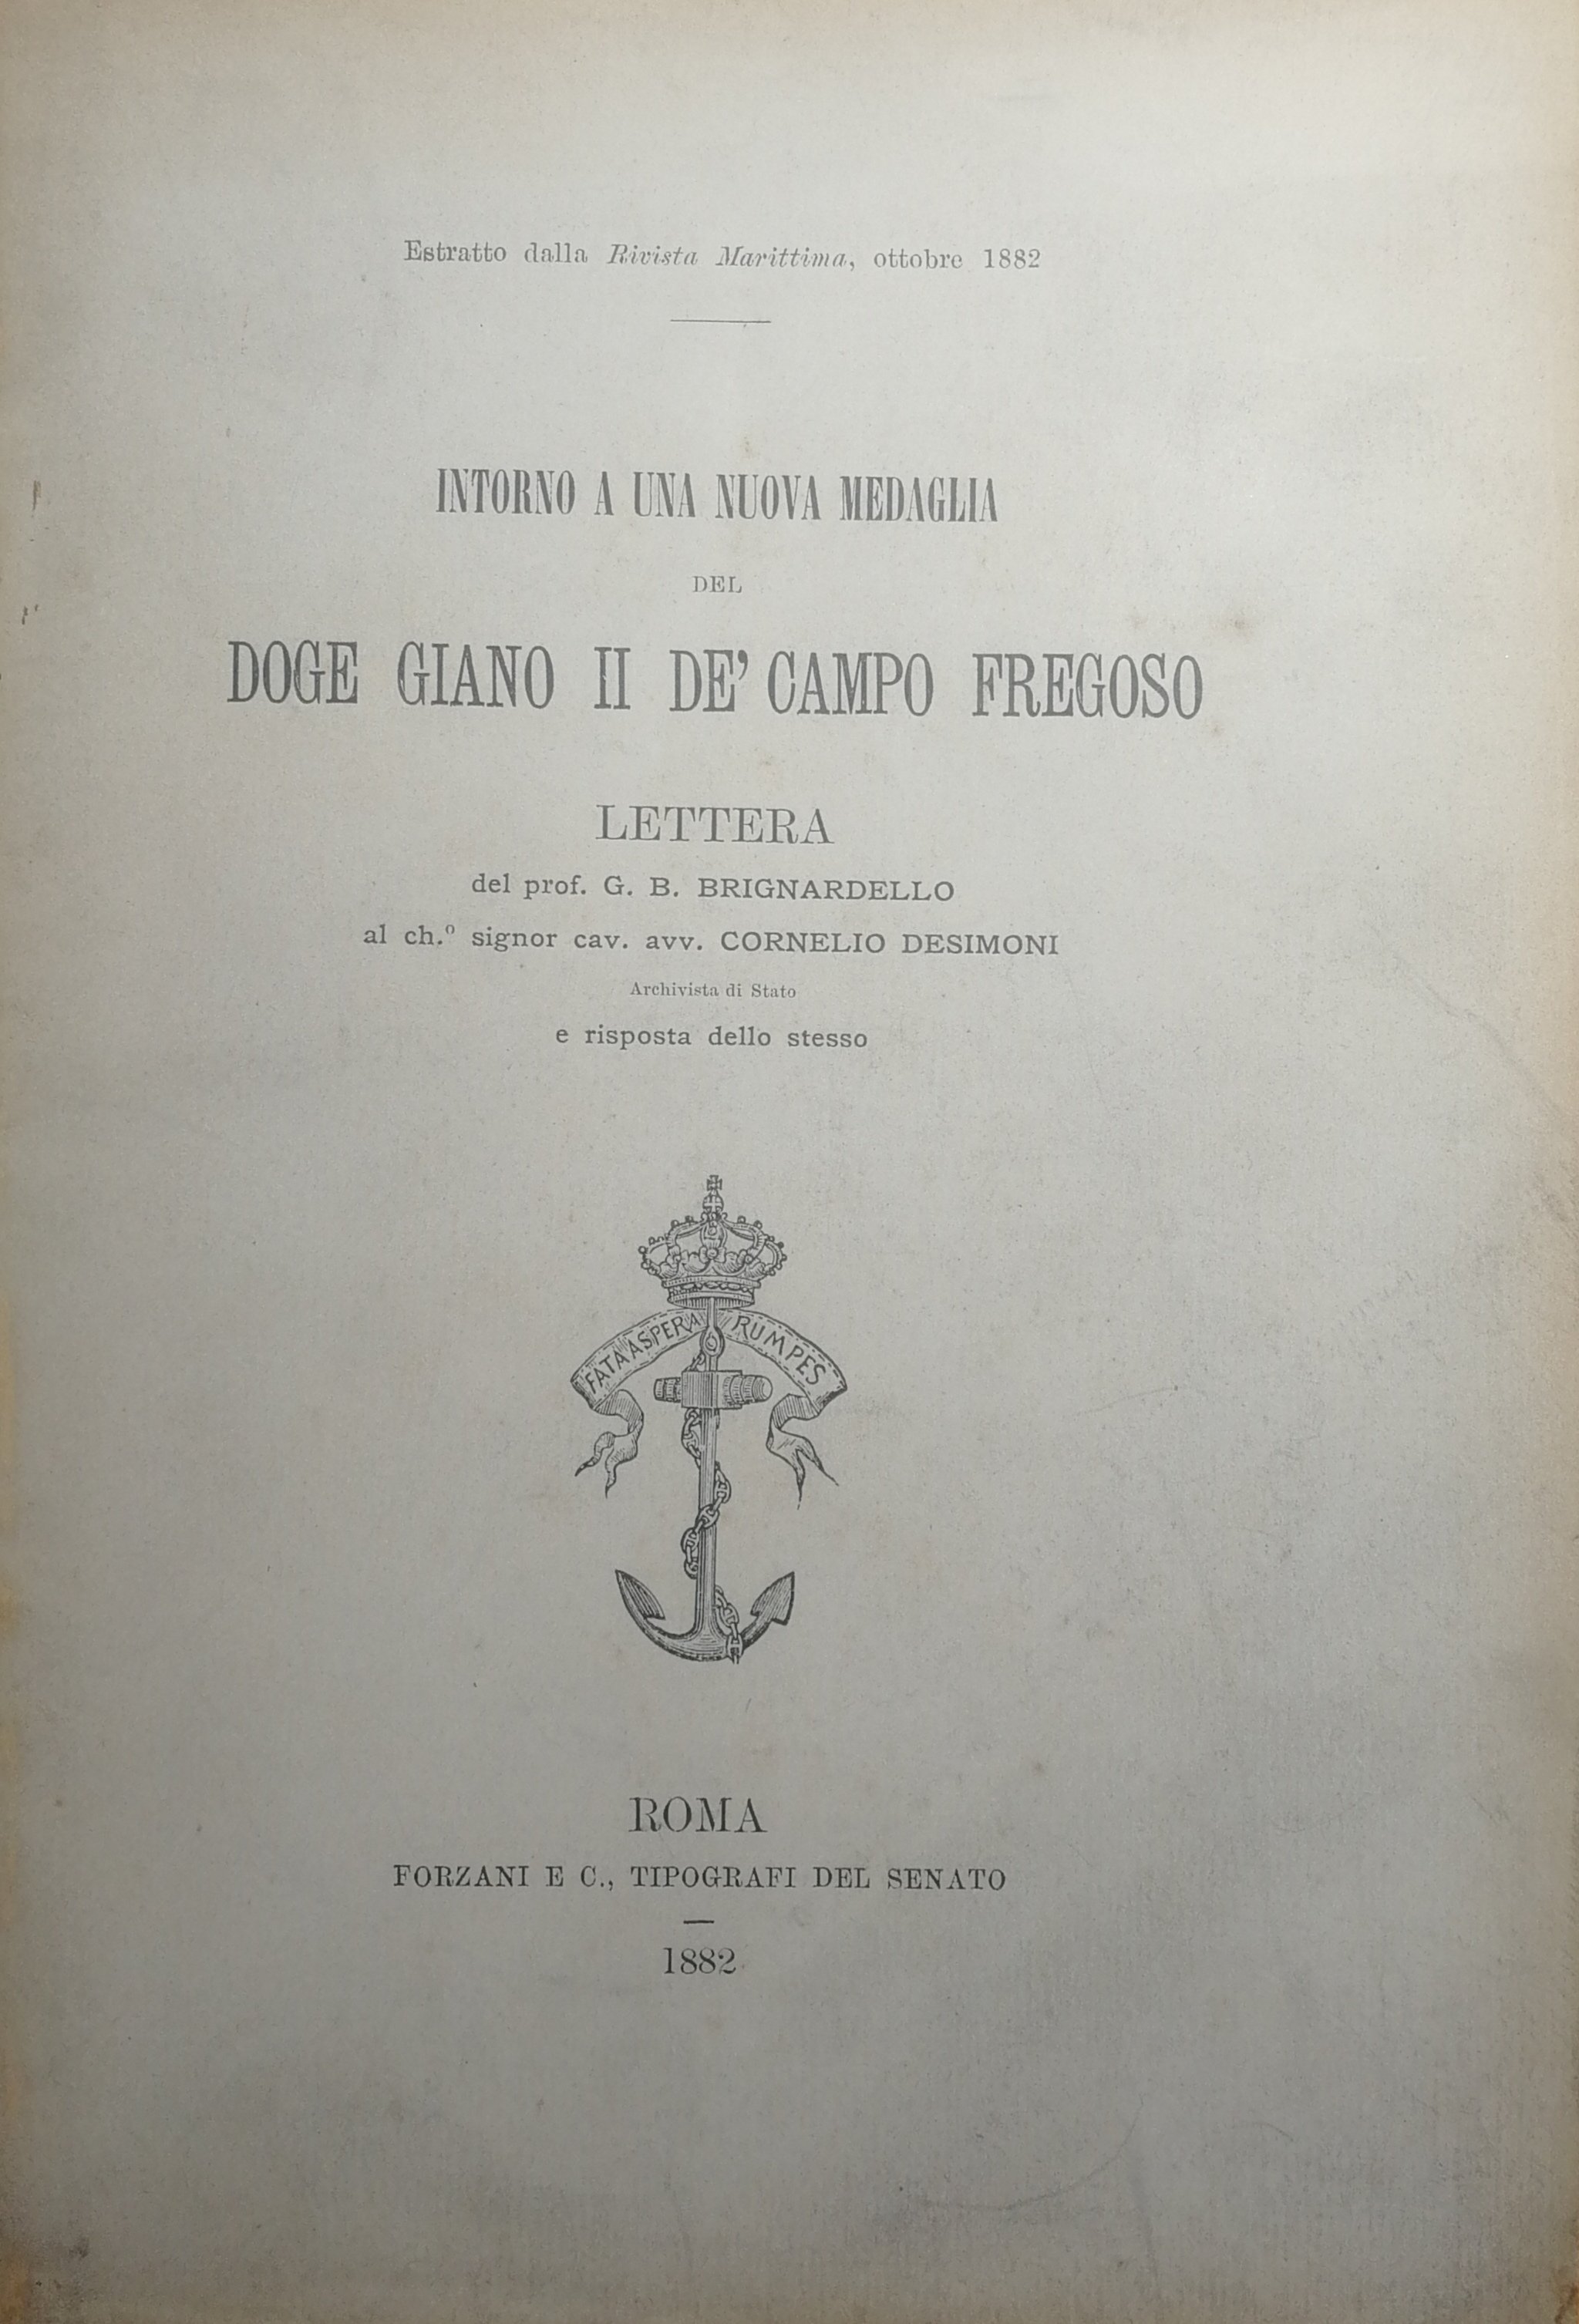 Estratto dalla Rivista Marittima, ottobre 1882
INTORNO A UNA NUOVA MEDAGLIA
DEL
DOGE GIANO II DE' CAMPO FREGOSO
LETTERA
del prof. G. B. BRIGNARDELLO
al ch.º signor cav. avv. CORNELIO DESIMONI
Archivista di Stato
e risposta dello stesso
FATA ASPERA RUMPES
ROMA
FORZANI E C., TIPOGRAFI DEL SENATO
1882